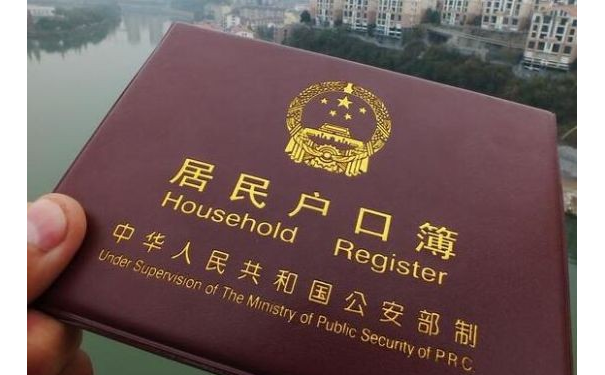 居民户口簿
Household Register
中华人民共和国公安部制
Under Supervision of The Ministry of Public Security of P.R.C.